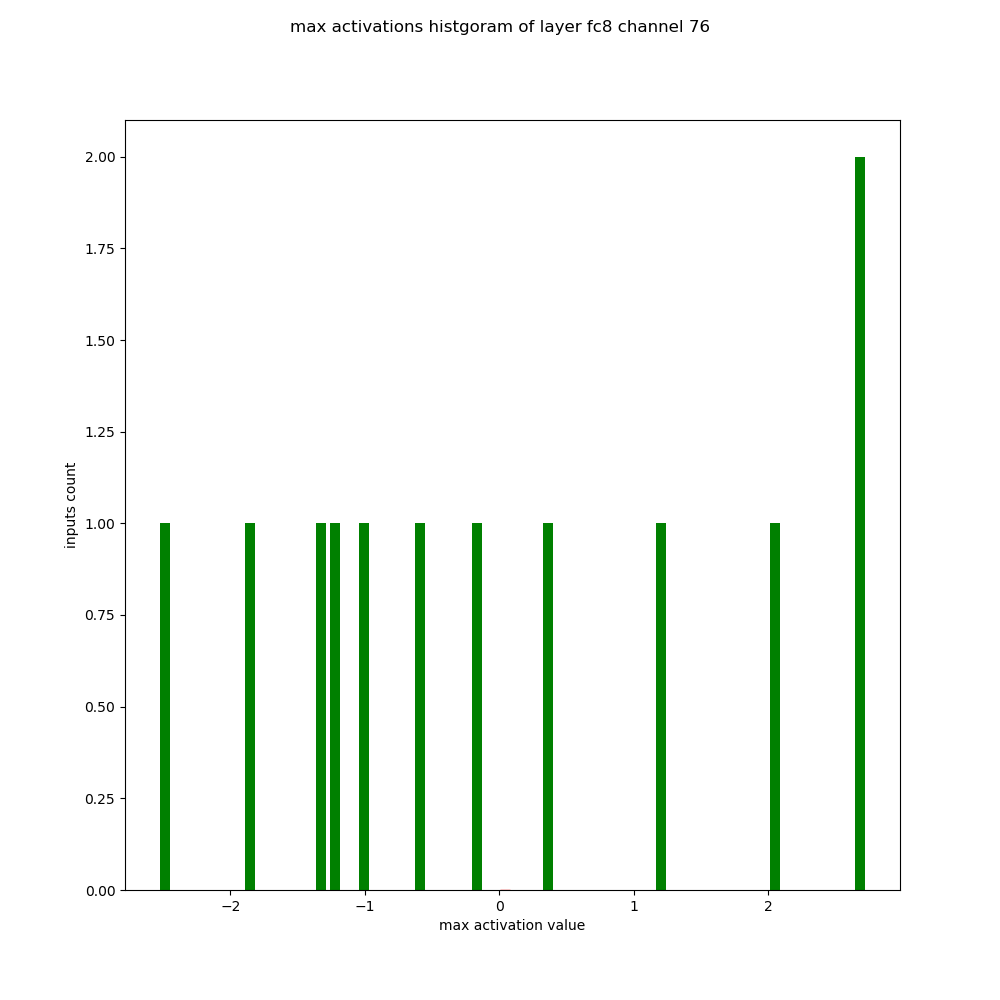 max activations histgoram of layer fc8 channel 76
2.00
1.75
1.50
1.25
1.00
0.75
0.50
0.25
0.00
inputs count
−2 −1 0 1 2
max activation value